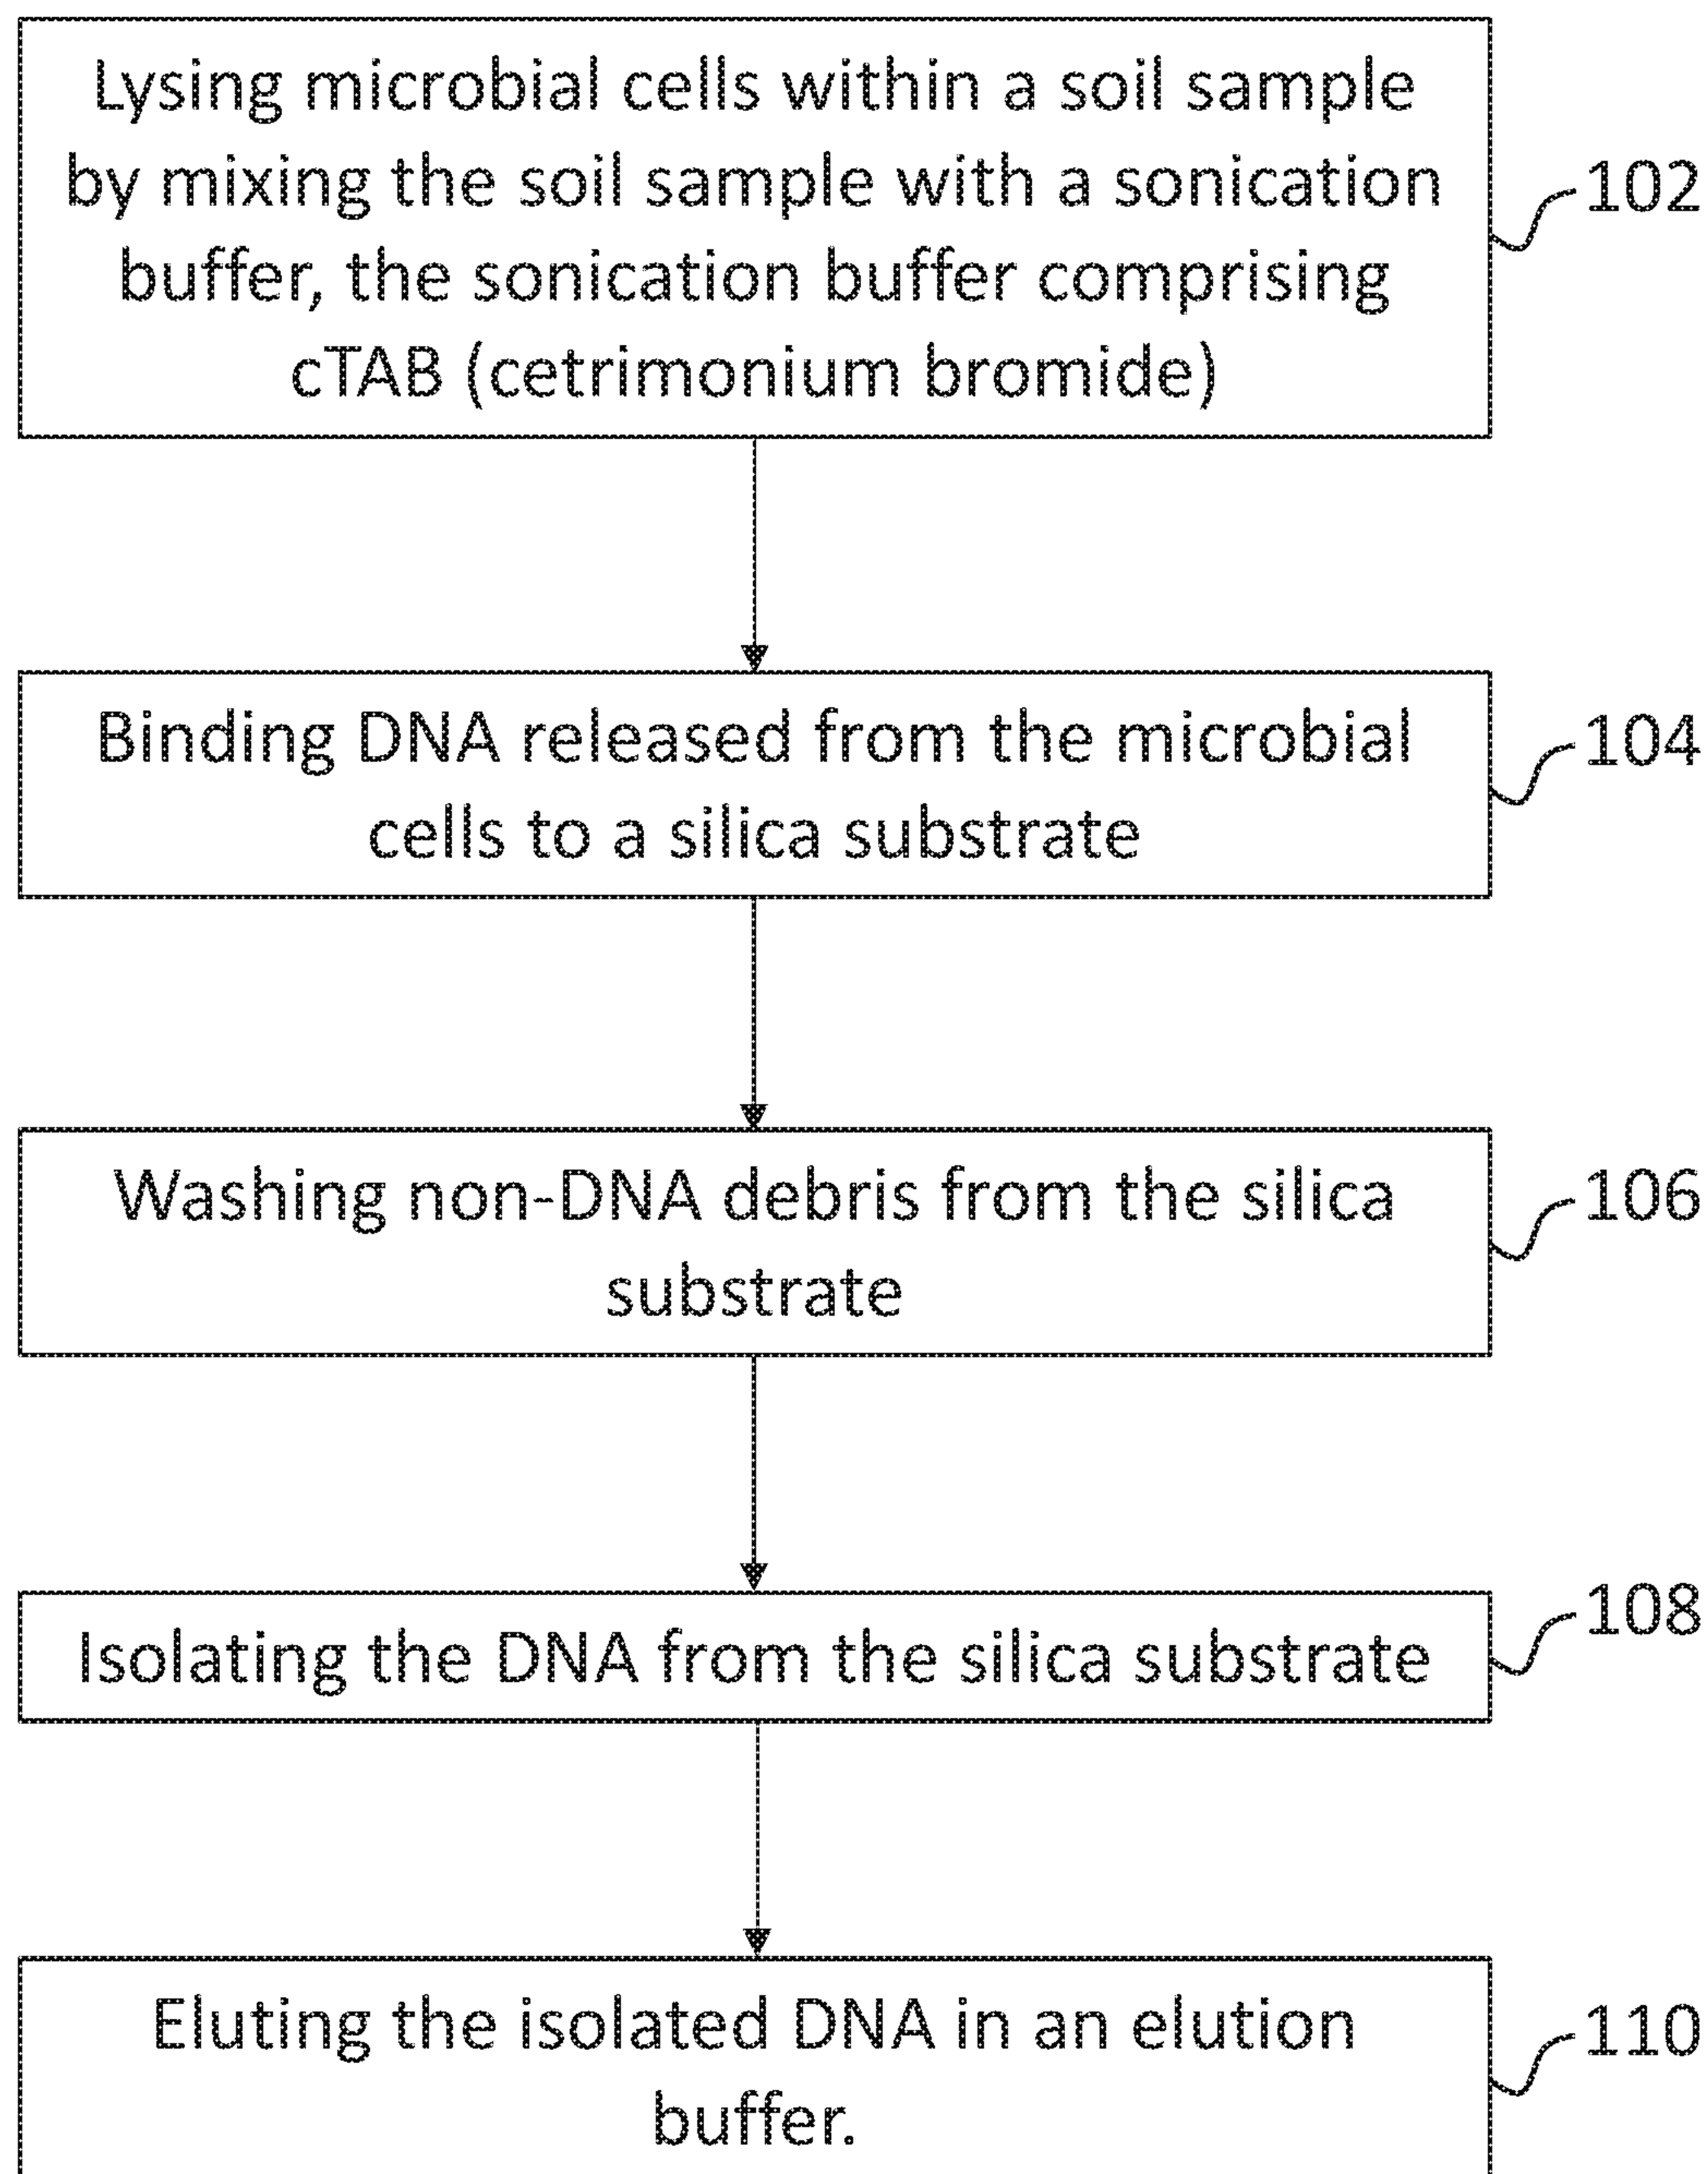 Lysing microbial cells within a soil sample
by mixing the soil sample with a sonication
buffer, the sonication buffer comprising
cTAB (cetrimonium bromide)
102
Binding DNA released from the microbial
cells to a silica substrate
104
Washing non-DNA debris from the silica
substrate
106
Isolating the DNA from the silica substrate
108
Eluting the isolated DNA in an elution
buffer.
110